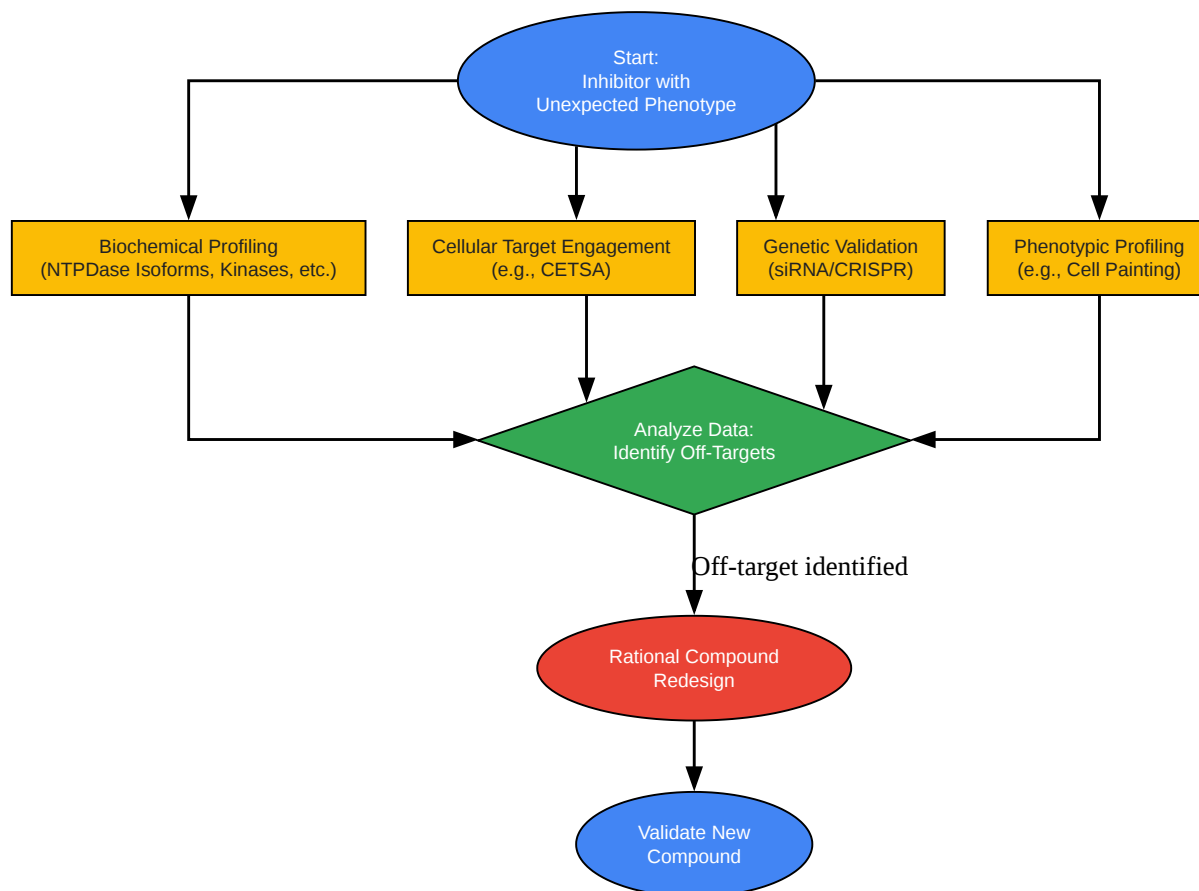 Start:
Inhibitor with
Unexpected Phenotype
Biochemical Profiling
(NTPDase Isoforms, Kinases, etc.)
Cellular Target Engagement
(e.g., CETSA)
Genetic Validation
(siRNA/CRISPR)
Phenotypic Profiling
(e.g., Cell Painting)
Analyze Data:
Identify Off-Targets
Off-target identified
Rational Compound
Redesign
Validate New
Compound